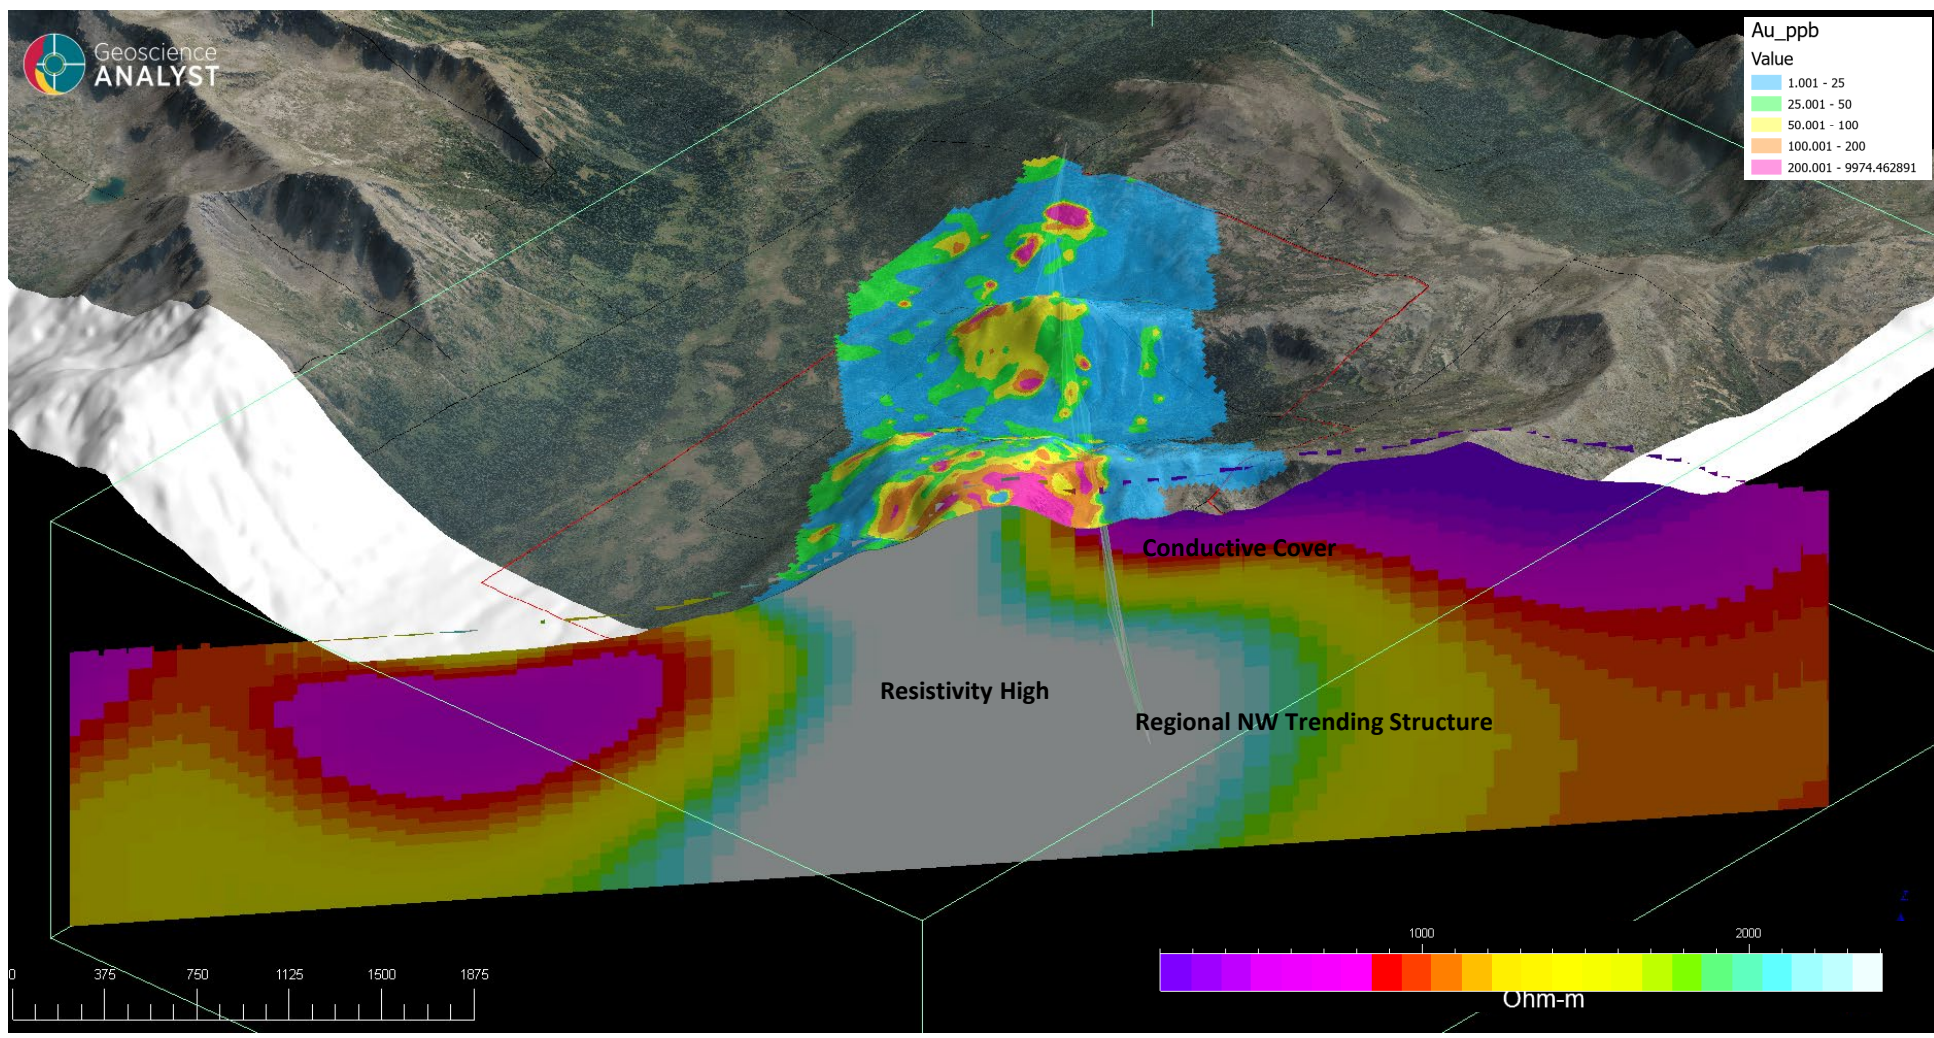 Geoscience
ANALYST
Au_ppb
Value
1.001 - 25
25.001 - 50
50.001 - 100
100.001 - 200
200.001 - 9974.462891
Conductive Cover
Resistivity High
Regional NW Trending Structure
Z
0 375 750 1125 1500 1875
1000 2000
Ohm-m